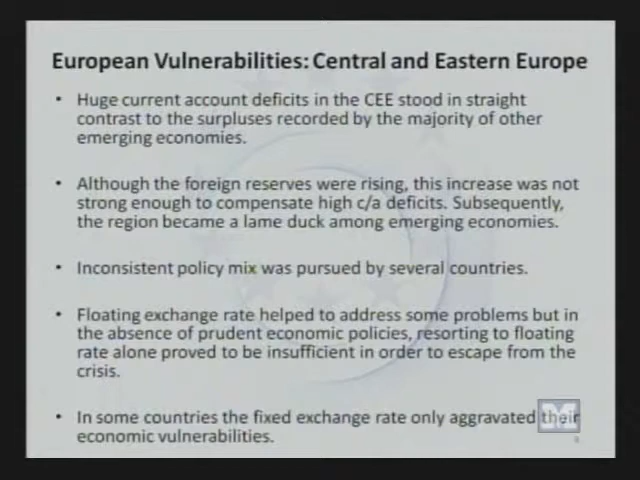 European Vulnerabilities: Central and Eastern Europe
• Huge current account deficits in the CEE stood in straight
contrast to the surpluses recorded by the majority of other
emerging economies.
• Although the foreign reserves were rising, this increase was not
strong enough to compensate high c/a deficits. Subsequently,
the region became a lame duck among emerging economies.
• Inconsistent policy mix was pursued by several countries.
• Floating exchange rate helped to address some problems but in
the absence of prudent economic policies, resorting to floating
rate alone proved to be insufficient in order to escape from the
crisis.
• In some countries the fixed exchange rate only aggravated their
economic vulnerabilities.